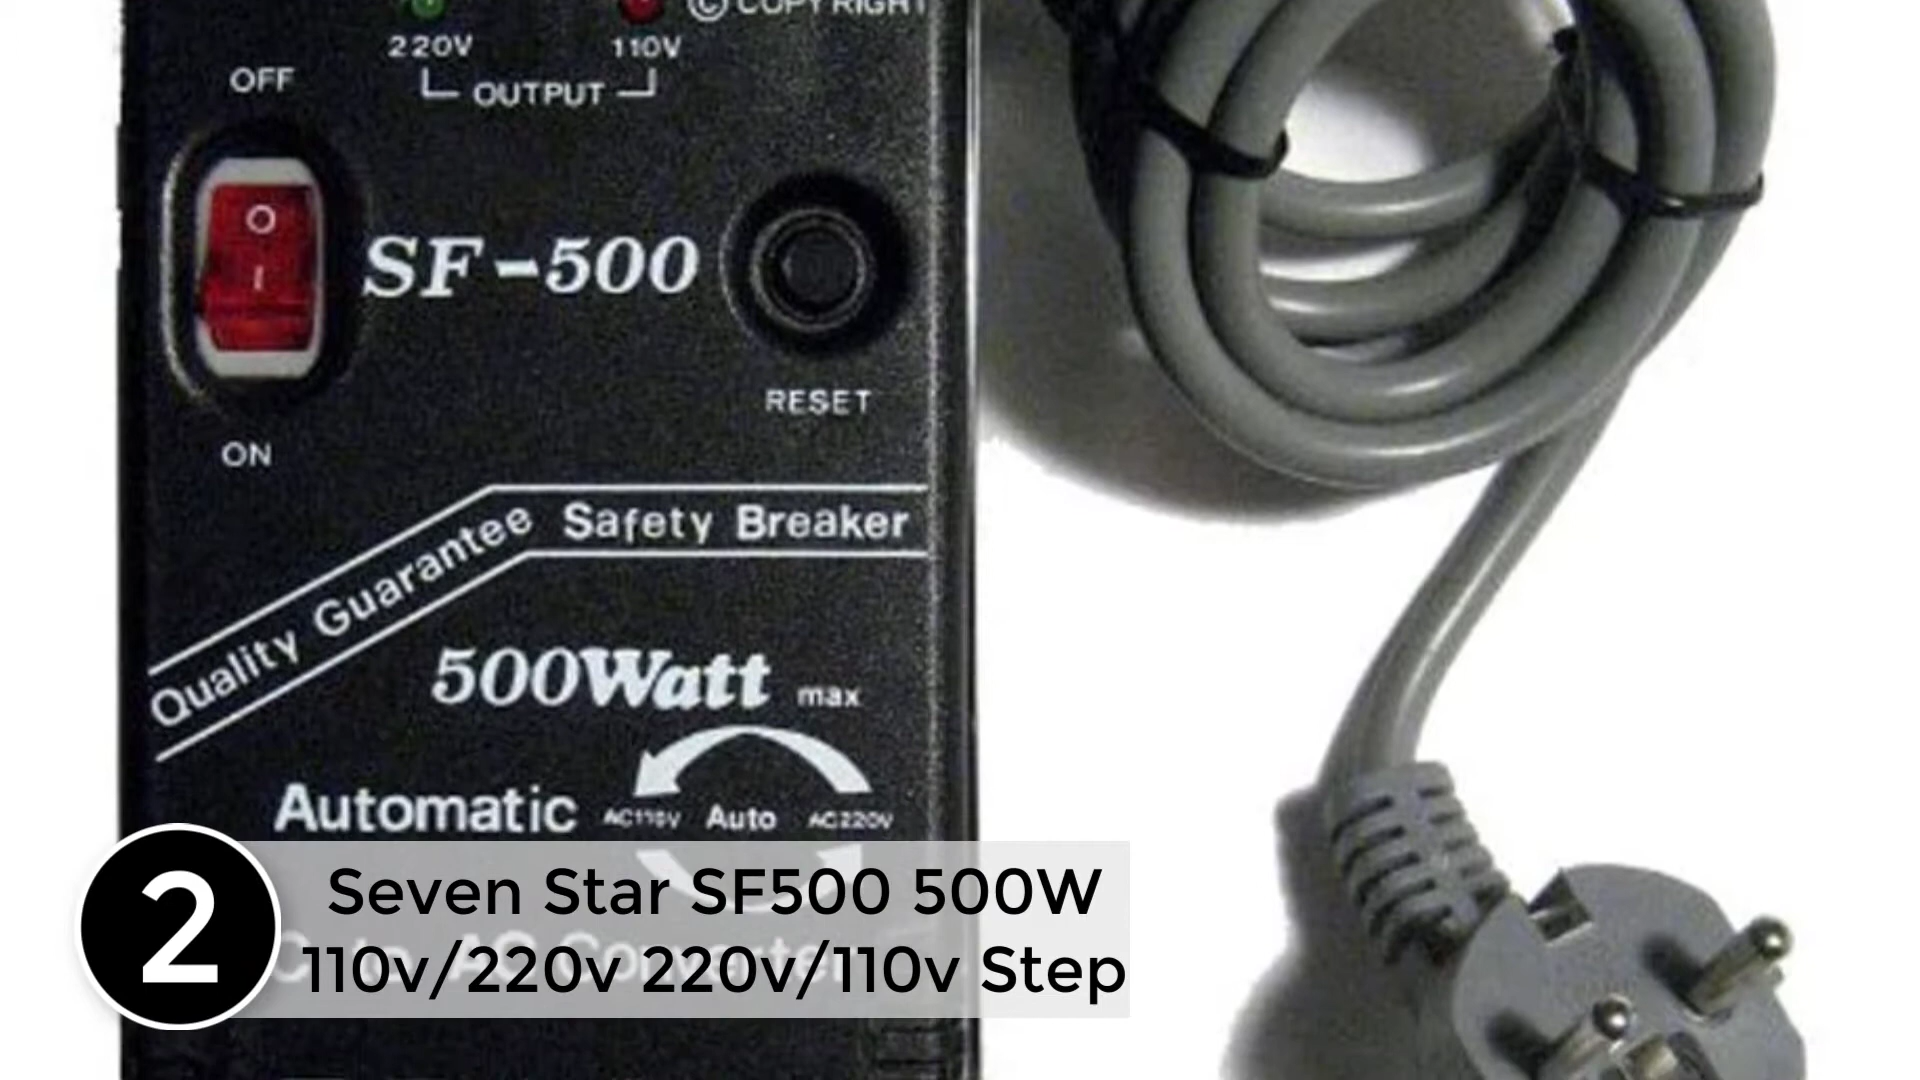 © COPYRIGHT
220V 110V
OUTPUT
OFF
SF-500
RESET
ON
Quality Guarantee Safety Breaker
500Watt max
Automatic AC110V Auto AC220V
2
Seven Star SF500 500W
110v/220v 220v/110v Step